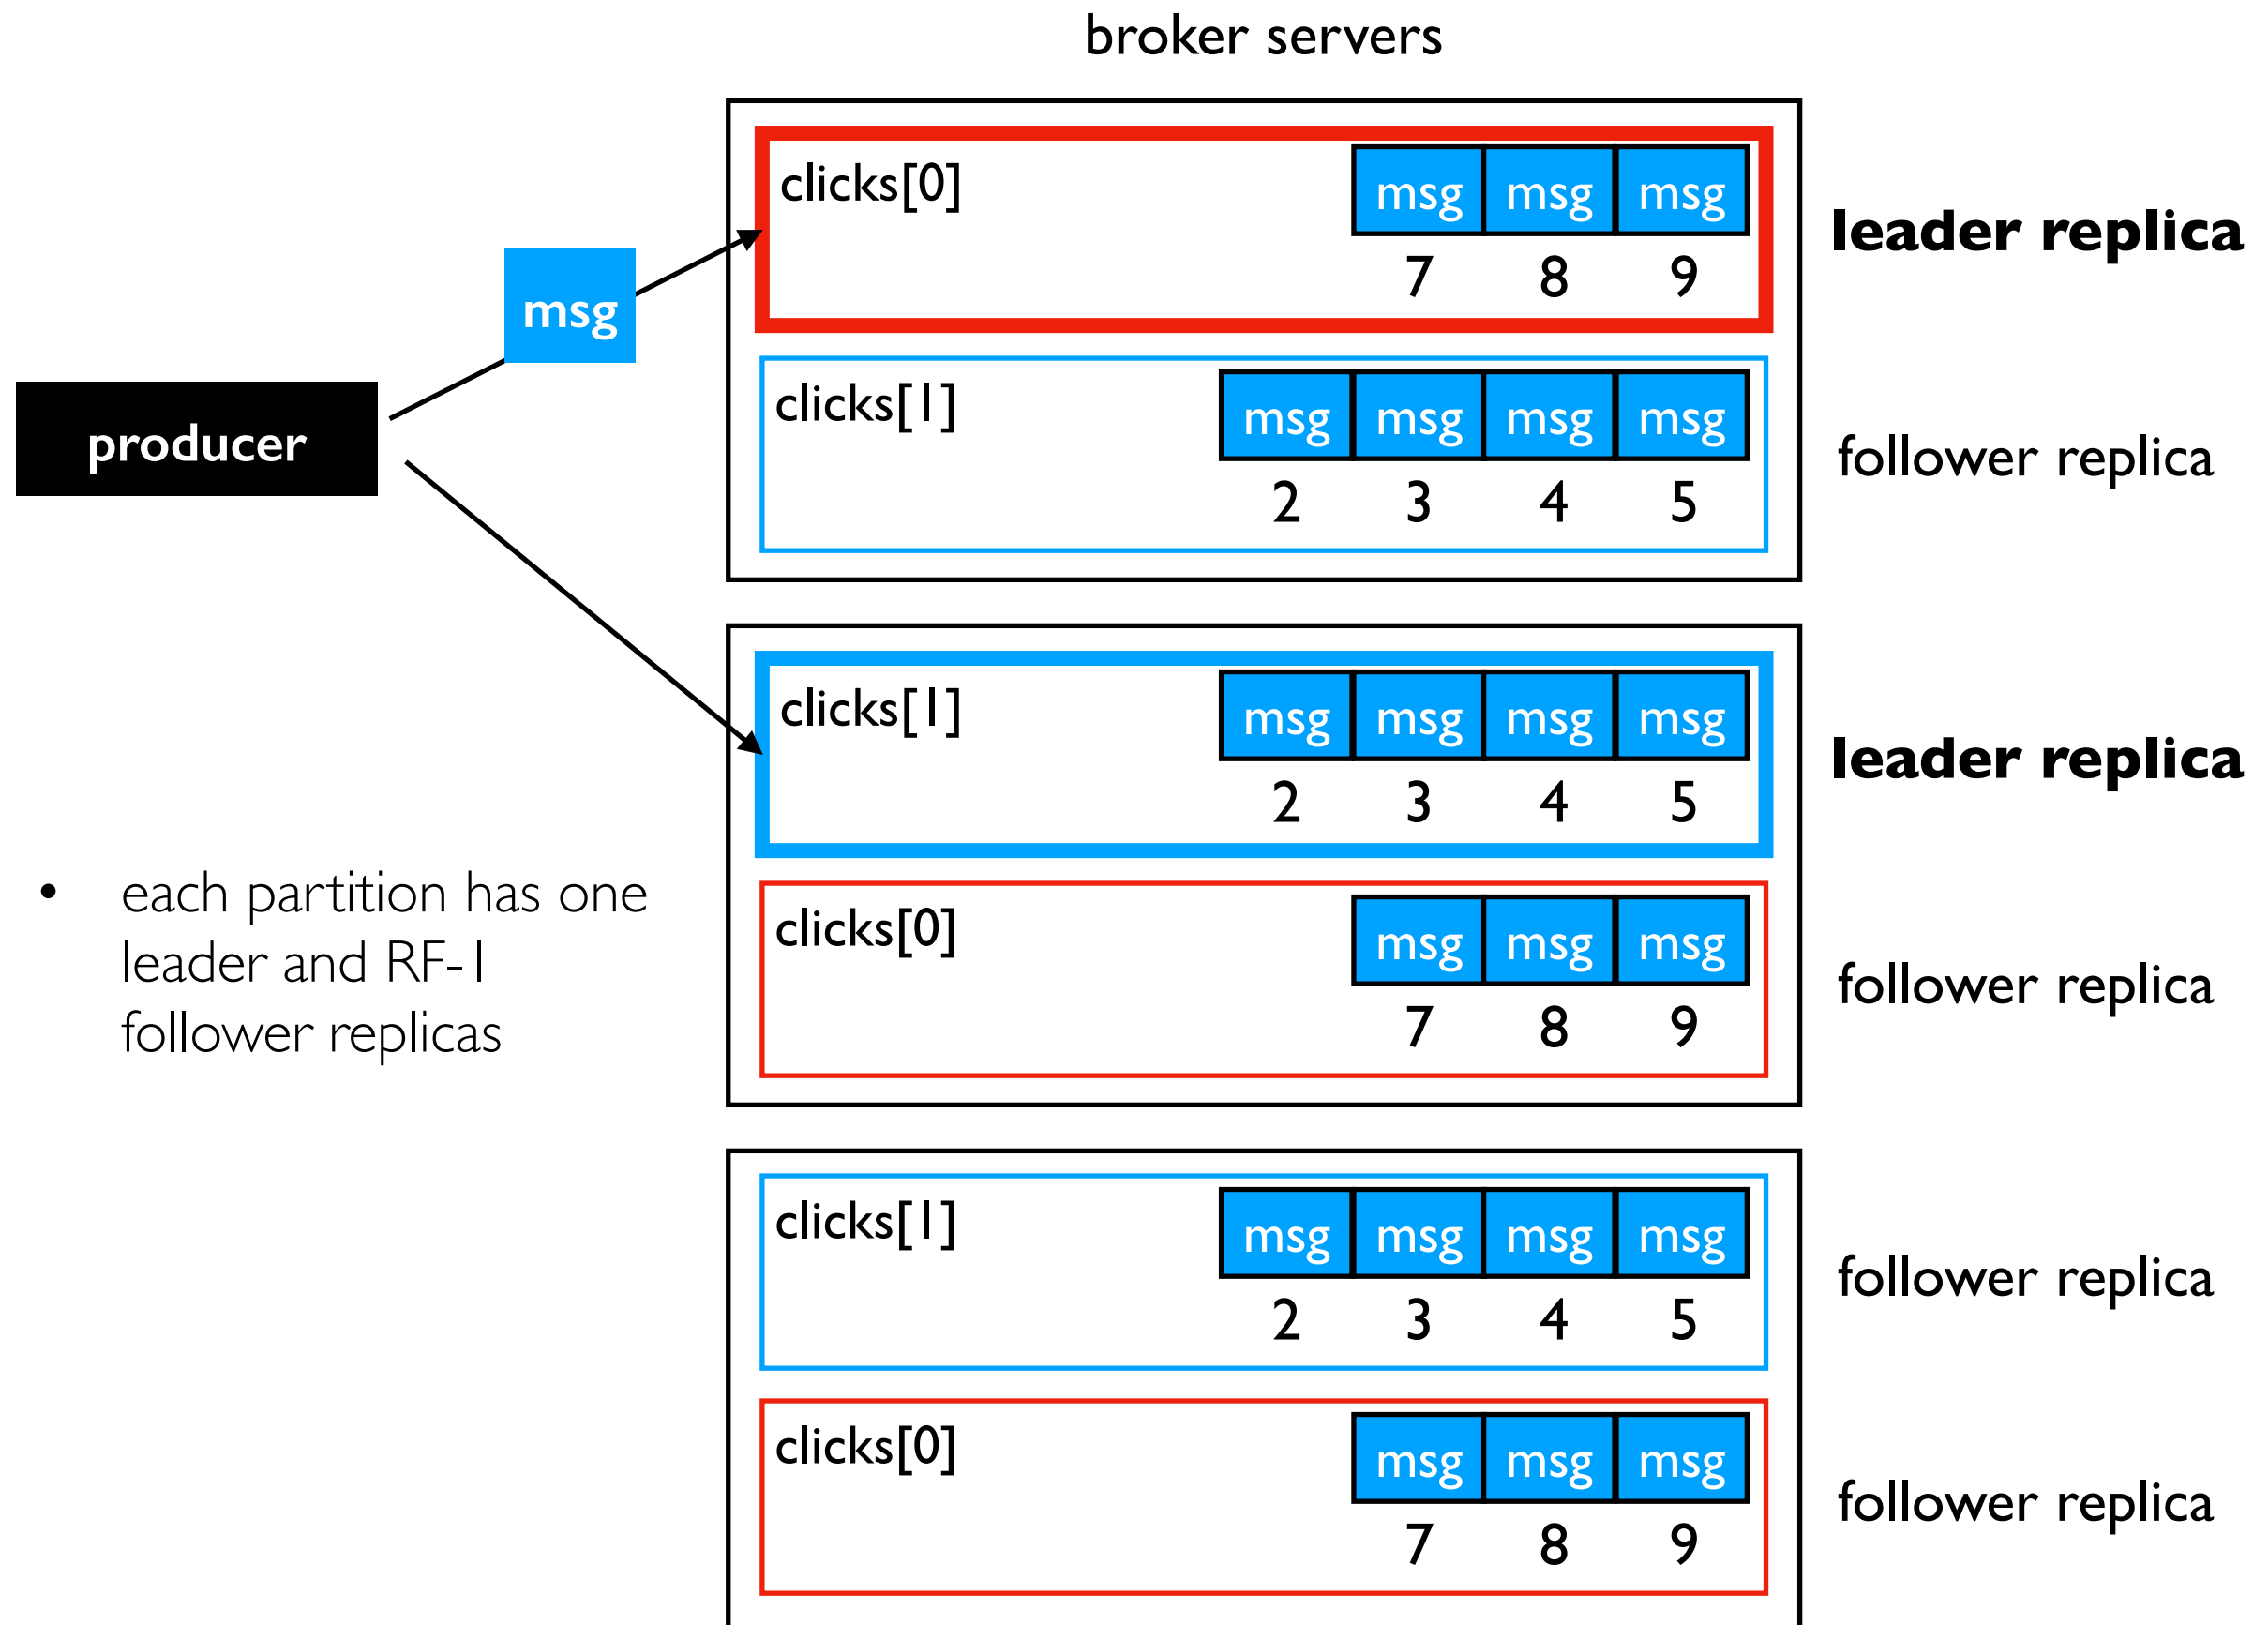 broker servers
clicks[0]
msg msg msg
7 8 9
leader replica
msg
clicks[1]
msg msg msg msg
2 3 4 5
follower replica
producer
clicks[1]
msg msg msg msg
2 3 4 5
leader replica
• each partition has one
leader and RF-1
follower replicas
clicks[0]
msg msg msg
7 8 9
follower replica
clicks[1]
msg msg msg msg
2 3 4 5
follower replica
clicks[0]
msg msg msg
7 8 9
follower replica